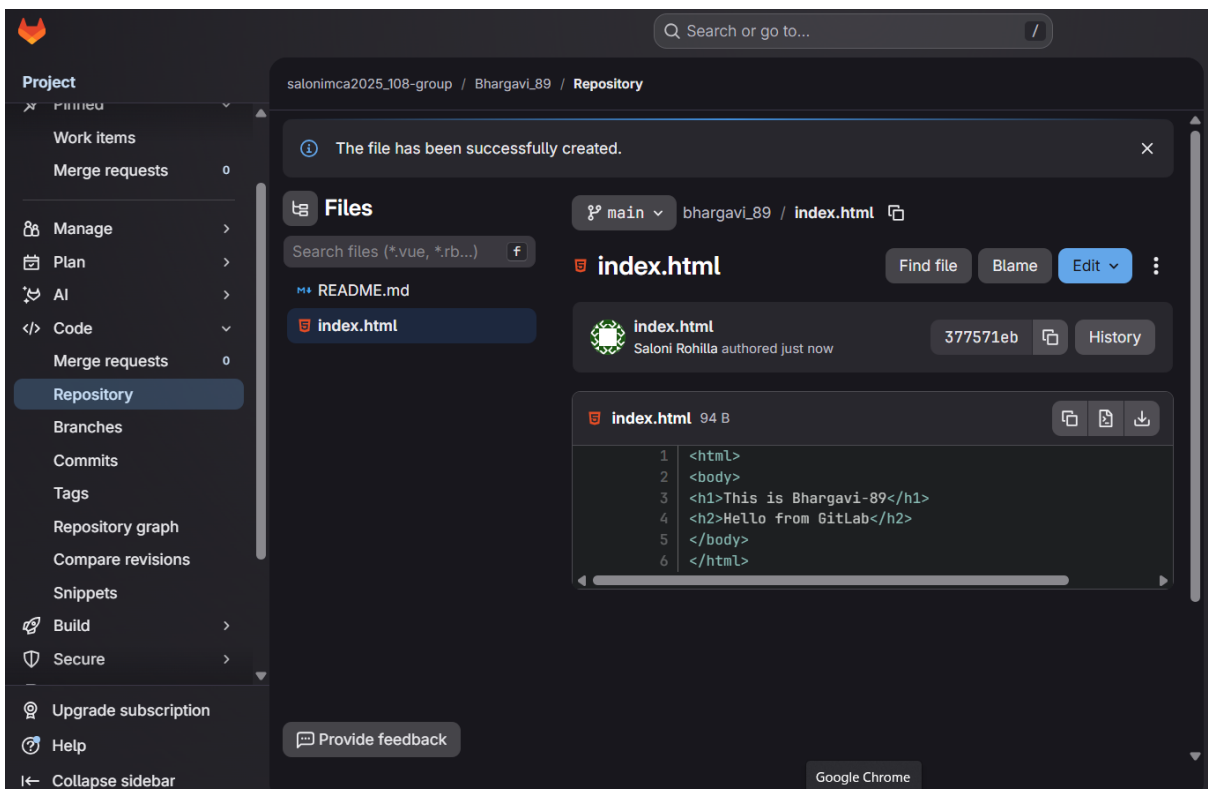 Search or go to...
/
Project
salonimca2025_108-group / Bhargavi_89 / Repository
Pinned
Work items
Merge requests 0
Manage
Plan
AI
Code
Merge requests 0
Repository
Branches
Commits
Tags
Repository graph
Compare revisions
Snippets
Build
Secure
Upgrade subscription
Help
Collapse sidebar
The file has been successfully created.
Files
Search files (*.vue, *.rb...) f
README.md
index.html
Provide feedback
main bhargavi_89 / index.html
index.html Find file Blame Edit
index.html
Saloni Rohilla authored just now
377571eb History
index.html 94 B
1 <html>
2 <body>
3 <h1>This is Bhargavi-89</h1>
4 <h2>Hello from GitLab</h2>
5 </body>
6 </html>
Google Chrome